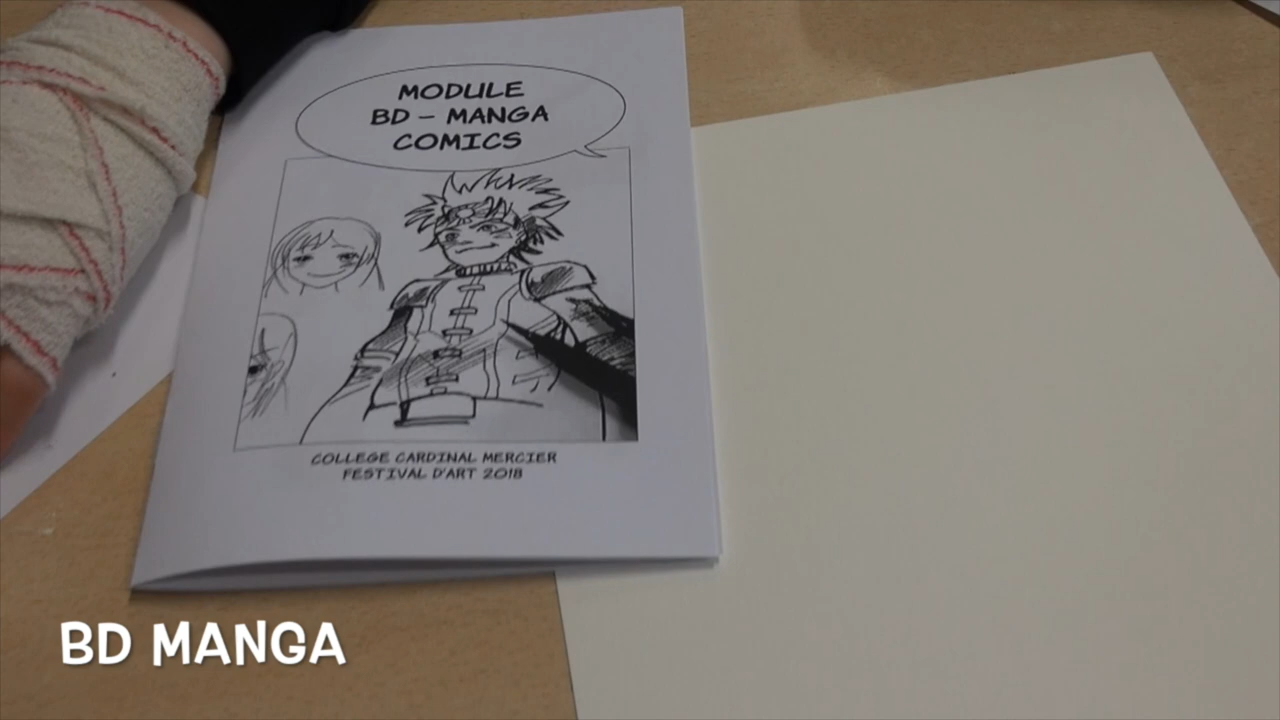 MODULE
BD – MANGA
COMICS
COLLEGE CARDINAL MERCIER
FESTIVAL D'ART 2018
BD MANGA